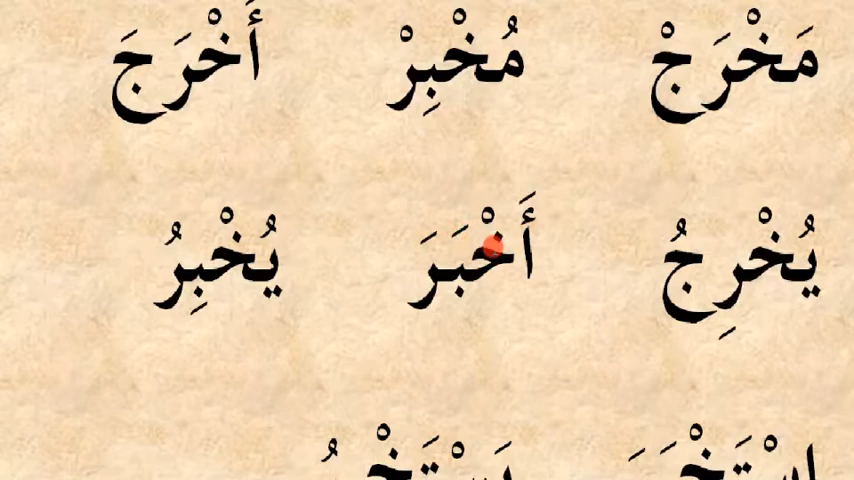 مَخْرَجْ مُخْبِرْ أَخْرَجَ
يُخْرِجُ أَخْبَرَ يُخْبِرُ